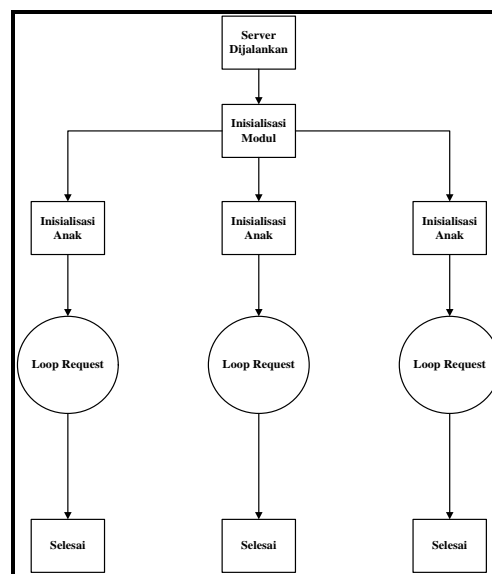 Server
Dijalankan
Inisialisasi
Modul
Inisialisasi
Anak
Inisialisasi
Anak
Inisialisasi
Anak
Loop Request
Loop Request
Loop Request
Selesai
Selesai
Selesai